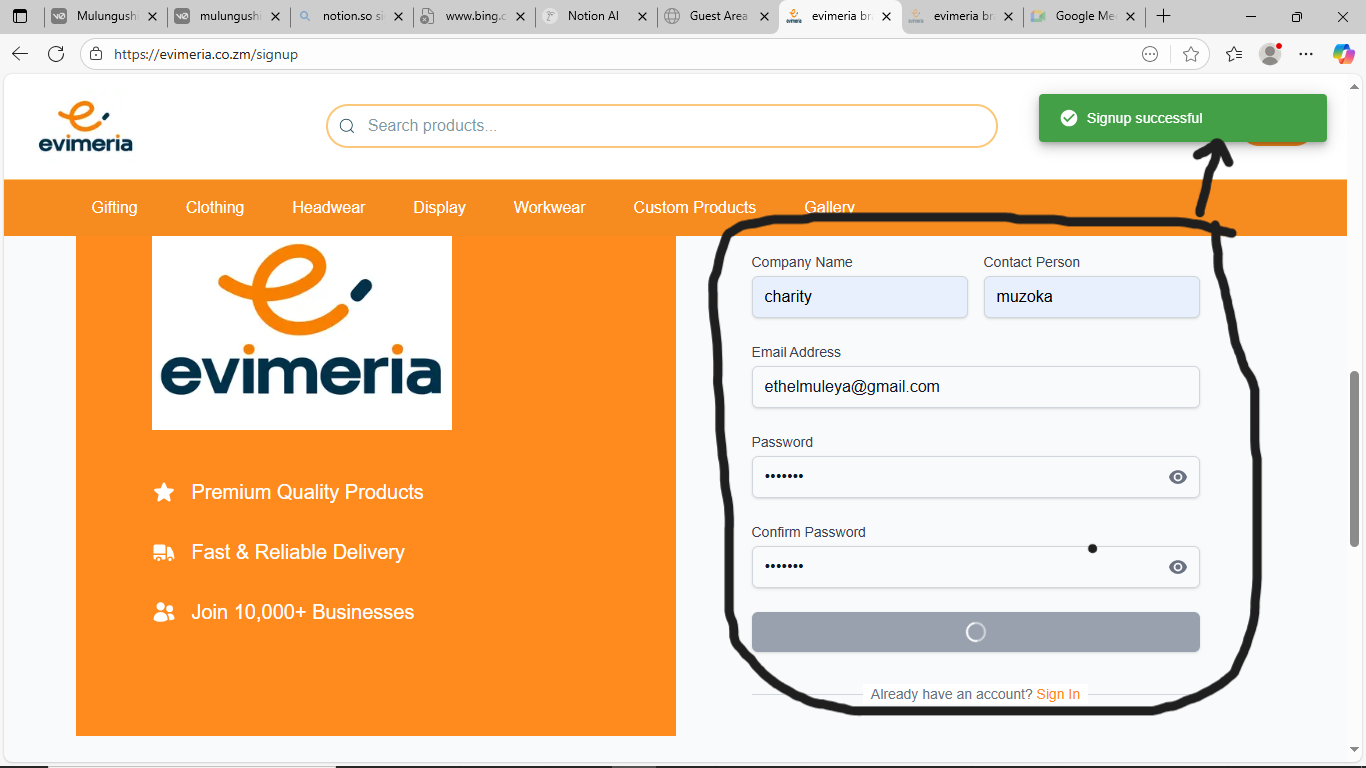 Mulungush
mulungushi
notion.so si
www.bing.c
Notion AI
Guest Area
evimeria bra
evimeria bra
Google Me
https://evimeria.co.zm/signup
evimeria
Search products...
Signup successful
Gifting
Clothing
Headwear
Display
Workwear
Custom Products
Gallery
evimeria
Premium Quality Products
Fast & Reliable Delivery
Join 10,000+ Businesses
Company Name
Contact Person
charity
muzoka
Email Address
ethelmuleya@gmail.com
Password
•••••••
Confirm Password
•••••••
Already have an account? Sign In